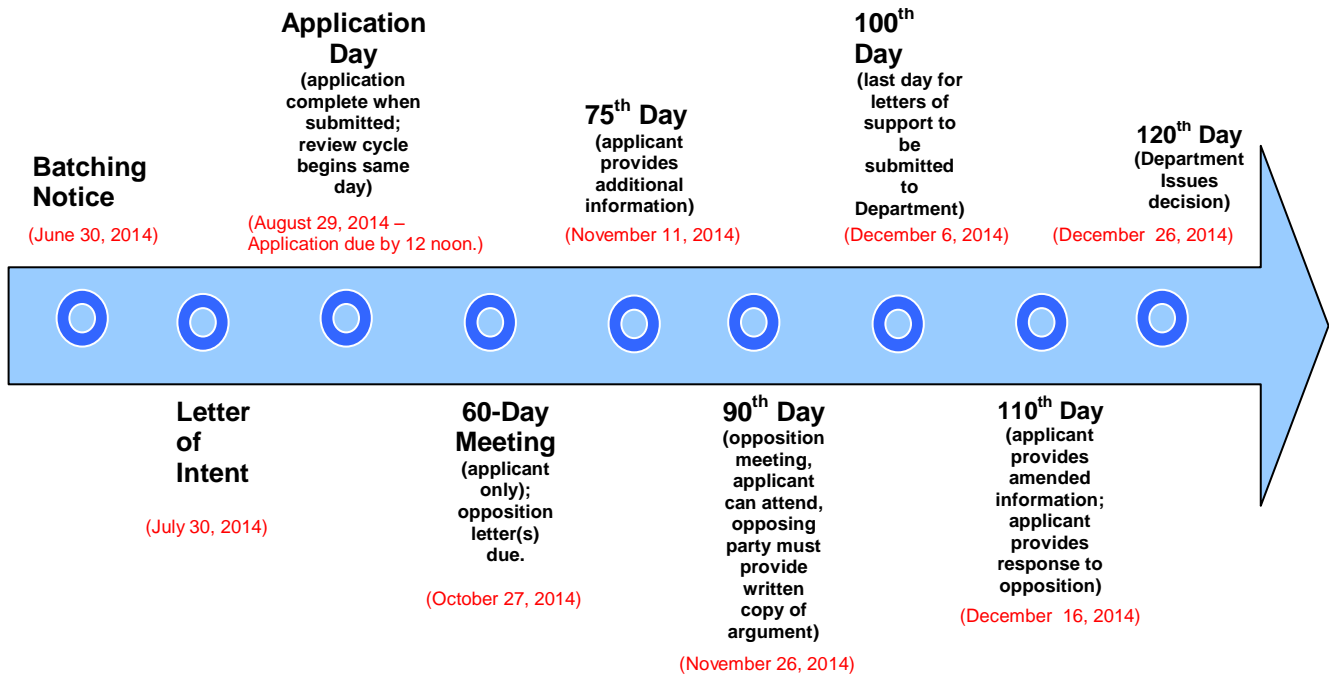 Batching
Notice
(June 30, 2014)
Letter
of
Intent
(July 30, 2014)
Application
Day
(application
complete when
submitted;
review cycle
begins same
day)
(August 29, 2014 –
Application due by 12 noon.)
60-Day
Meeting
(applicant
only);
opposition
letter(s)
due.
(October 27, 2014)
75th Day
(applicant
provides
additional
information)
(November 11, 2014)
90th Day
(opposition
meeting,
applicant
can attend,
opposing
party must
provide
written
copy of
argument)
(November 26, 2014)
100th
Day
(last day for
letters of
support to
be
submitted
to
Department)
(December 6, 2014)
110th Day
(applicant
provides
amended
information;
applicant
provides
response to
opposition)
(December 16, 2014)
120th Day
(Department
Issues
decision)
(December 26, 2014)